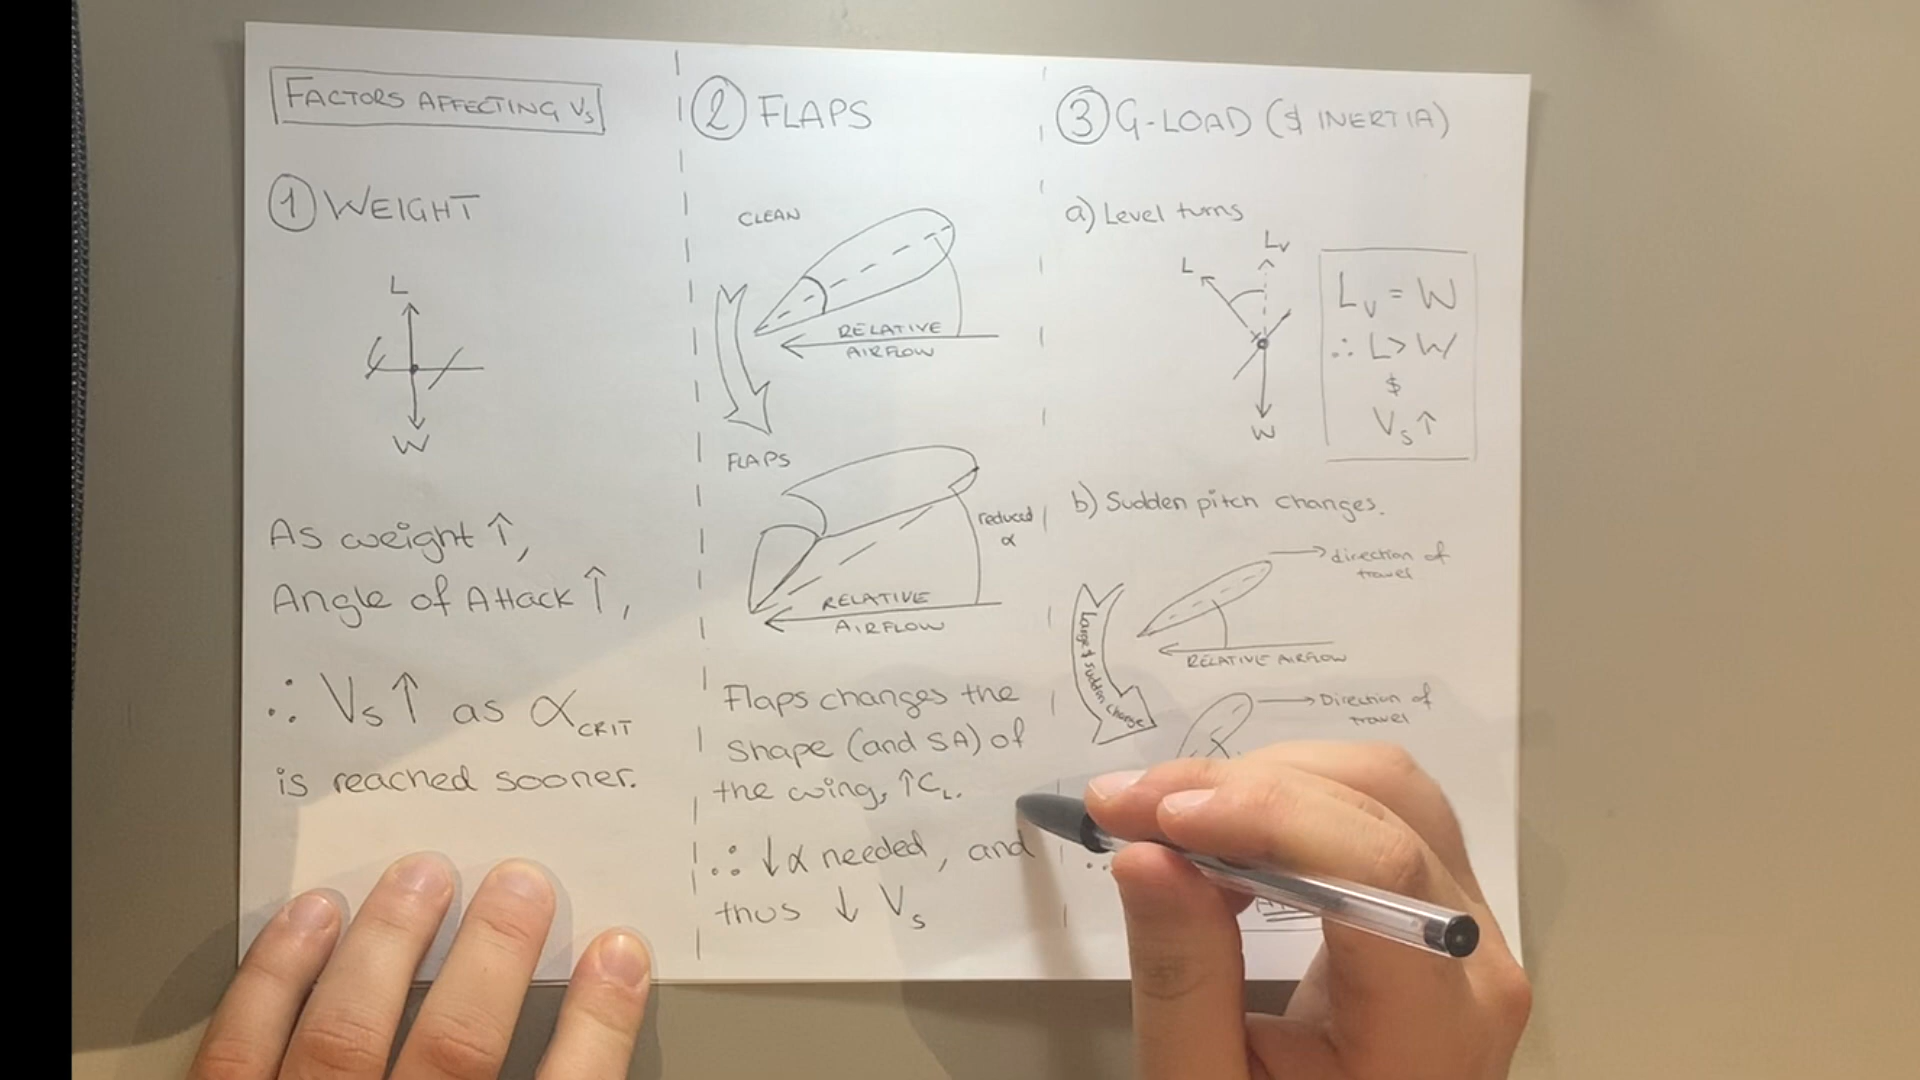 FACTORS AFFECTING Vs
① WEIGHT
L
W
As weight ↑,
Angle of Attack ↑,
∴ Vs ↑ as αCRIT
is reached sooner.
② FLAPS
CLEAN
RELATIVE
AIRFLOW
FLAPS
reduced
α
RELATIVE
AIRFLOW
Flaps changes the
shape (and SA) of
the wing, ↑CL.
∴ ↓α needed, and
thus ↓ Vs
③ G-LOAD ($ INERTIA)
a) Level turns
Lv
L
W
Lv = W
∴ L > W
$
Vs ↑
b) Sudden pitch changes.
direction of
travel
RELATIVE AIRFLOW
Large $ sudden change
Direction of
travel
∴